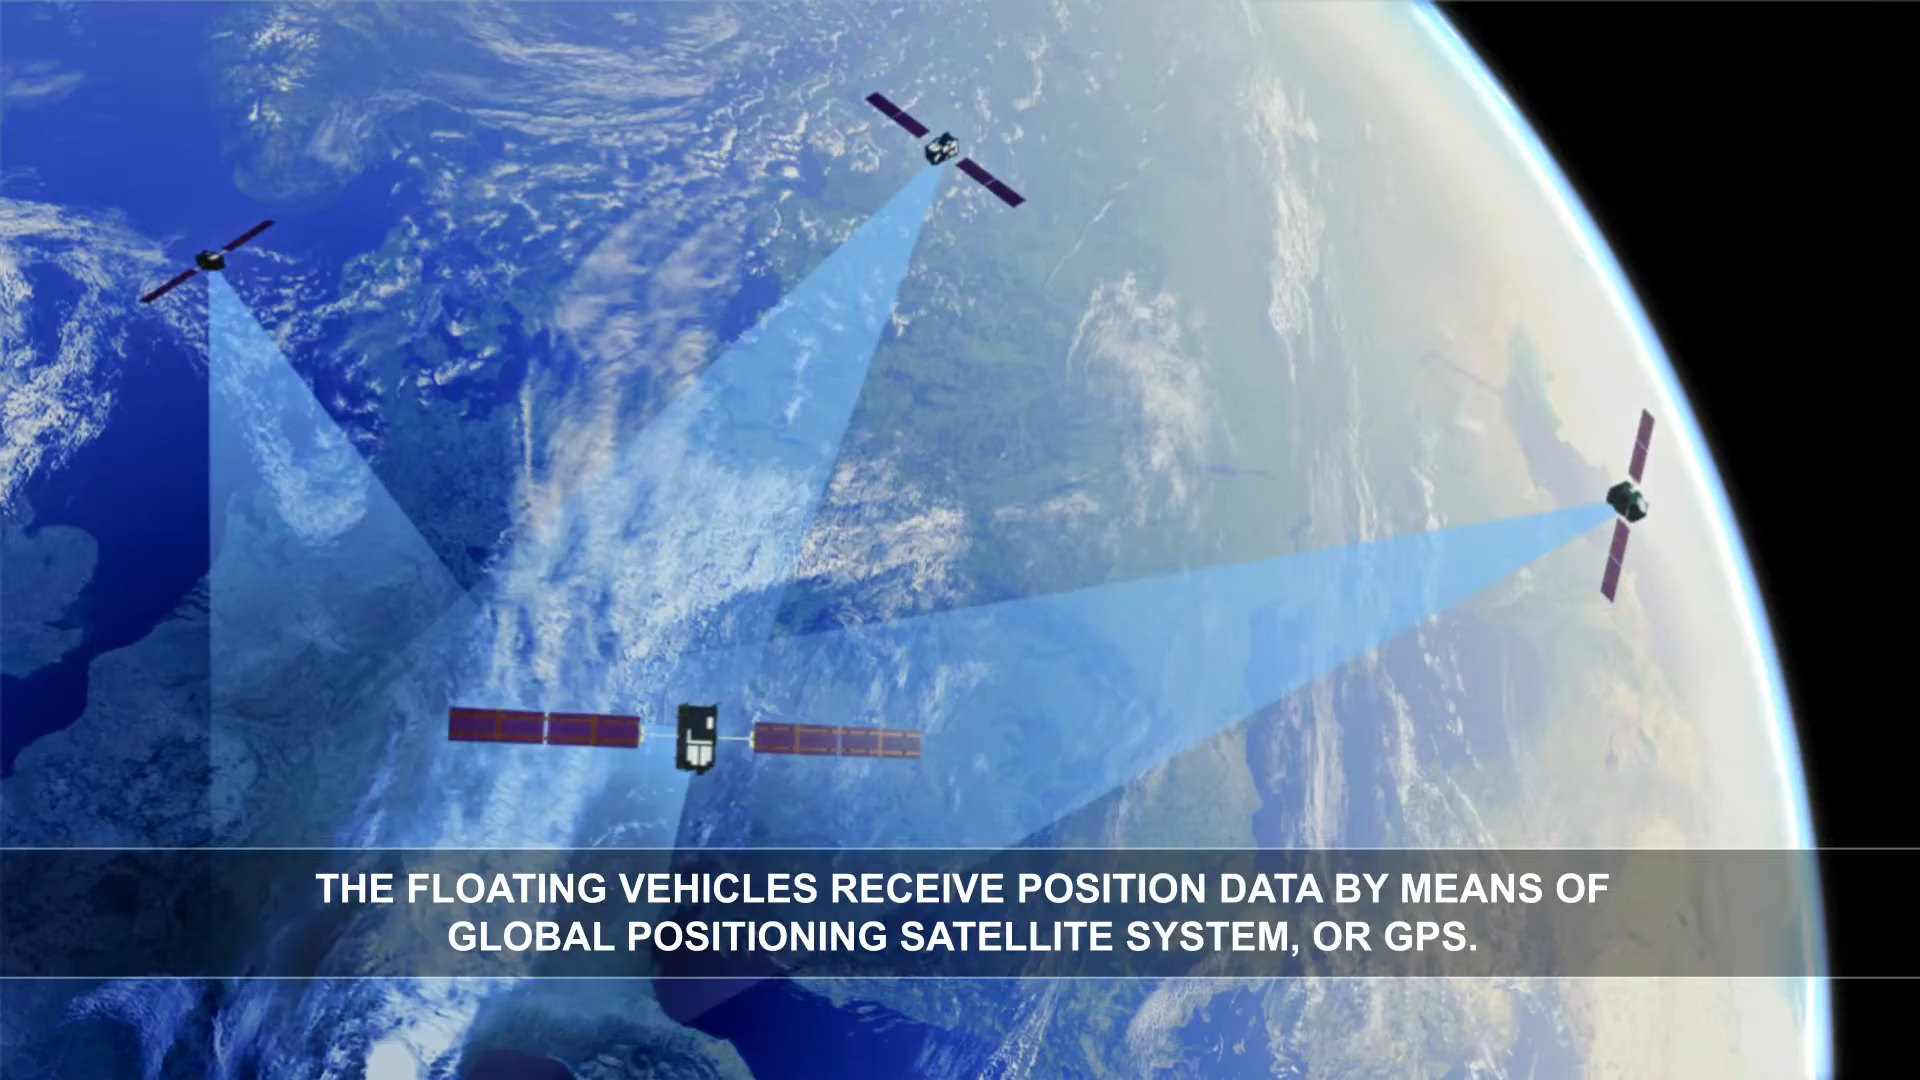 THE FLOATING VEHICLES RECEIVE POSITION DATA BY MEANS OF
GLOBAL POSITIONING SATELLITE SYSTEM, OR GPS.